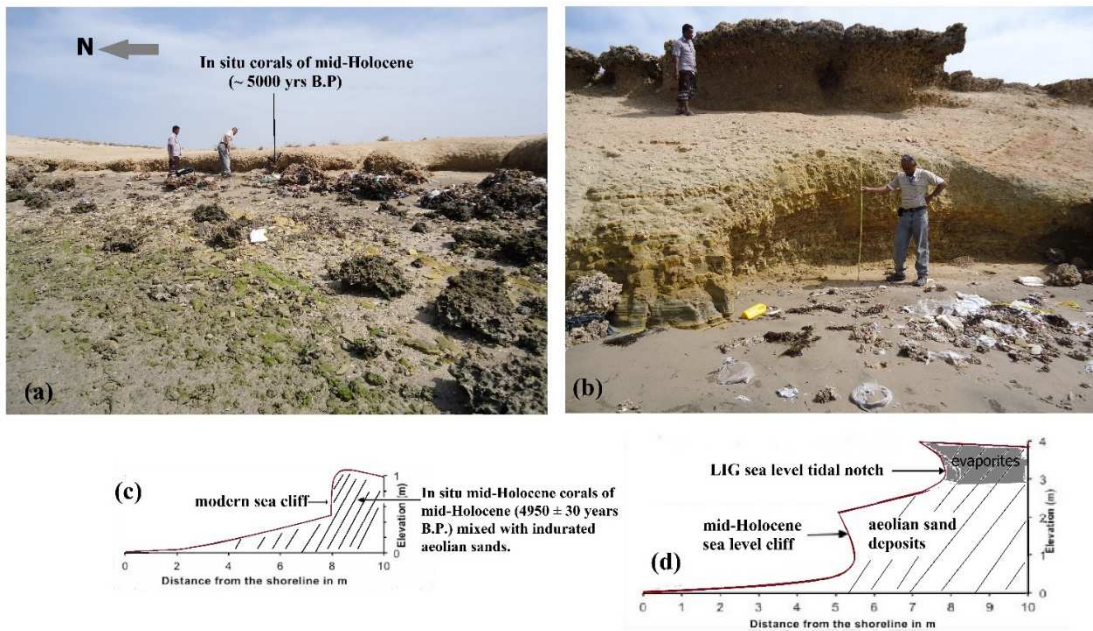 N
In situ corals of mid-Holocene
(~ 5000 yrs B.P)
(a)
(b)
(c)
modern sea cliff
In situ mid-Holocene corals of
mid-Holocene (4950 ± 30 years
B.P.) mixed with indurated
aeolian sands.
1
0
Elevation (m)
0 2 4 6 8 10
Distance from the shoreline in m
LIG sea level tidal notch
evaporites
mid-Holocene
sea level cliff
aeolian sand
deposits
(d)
4
3
2
1
0
Elevation (m)
0 1 2 3 4 5 6 7 8 9 10
Distance from the shoreline in m